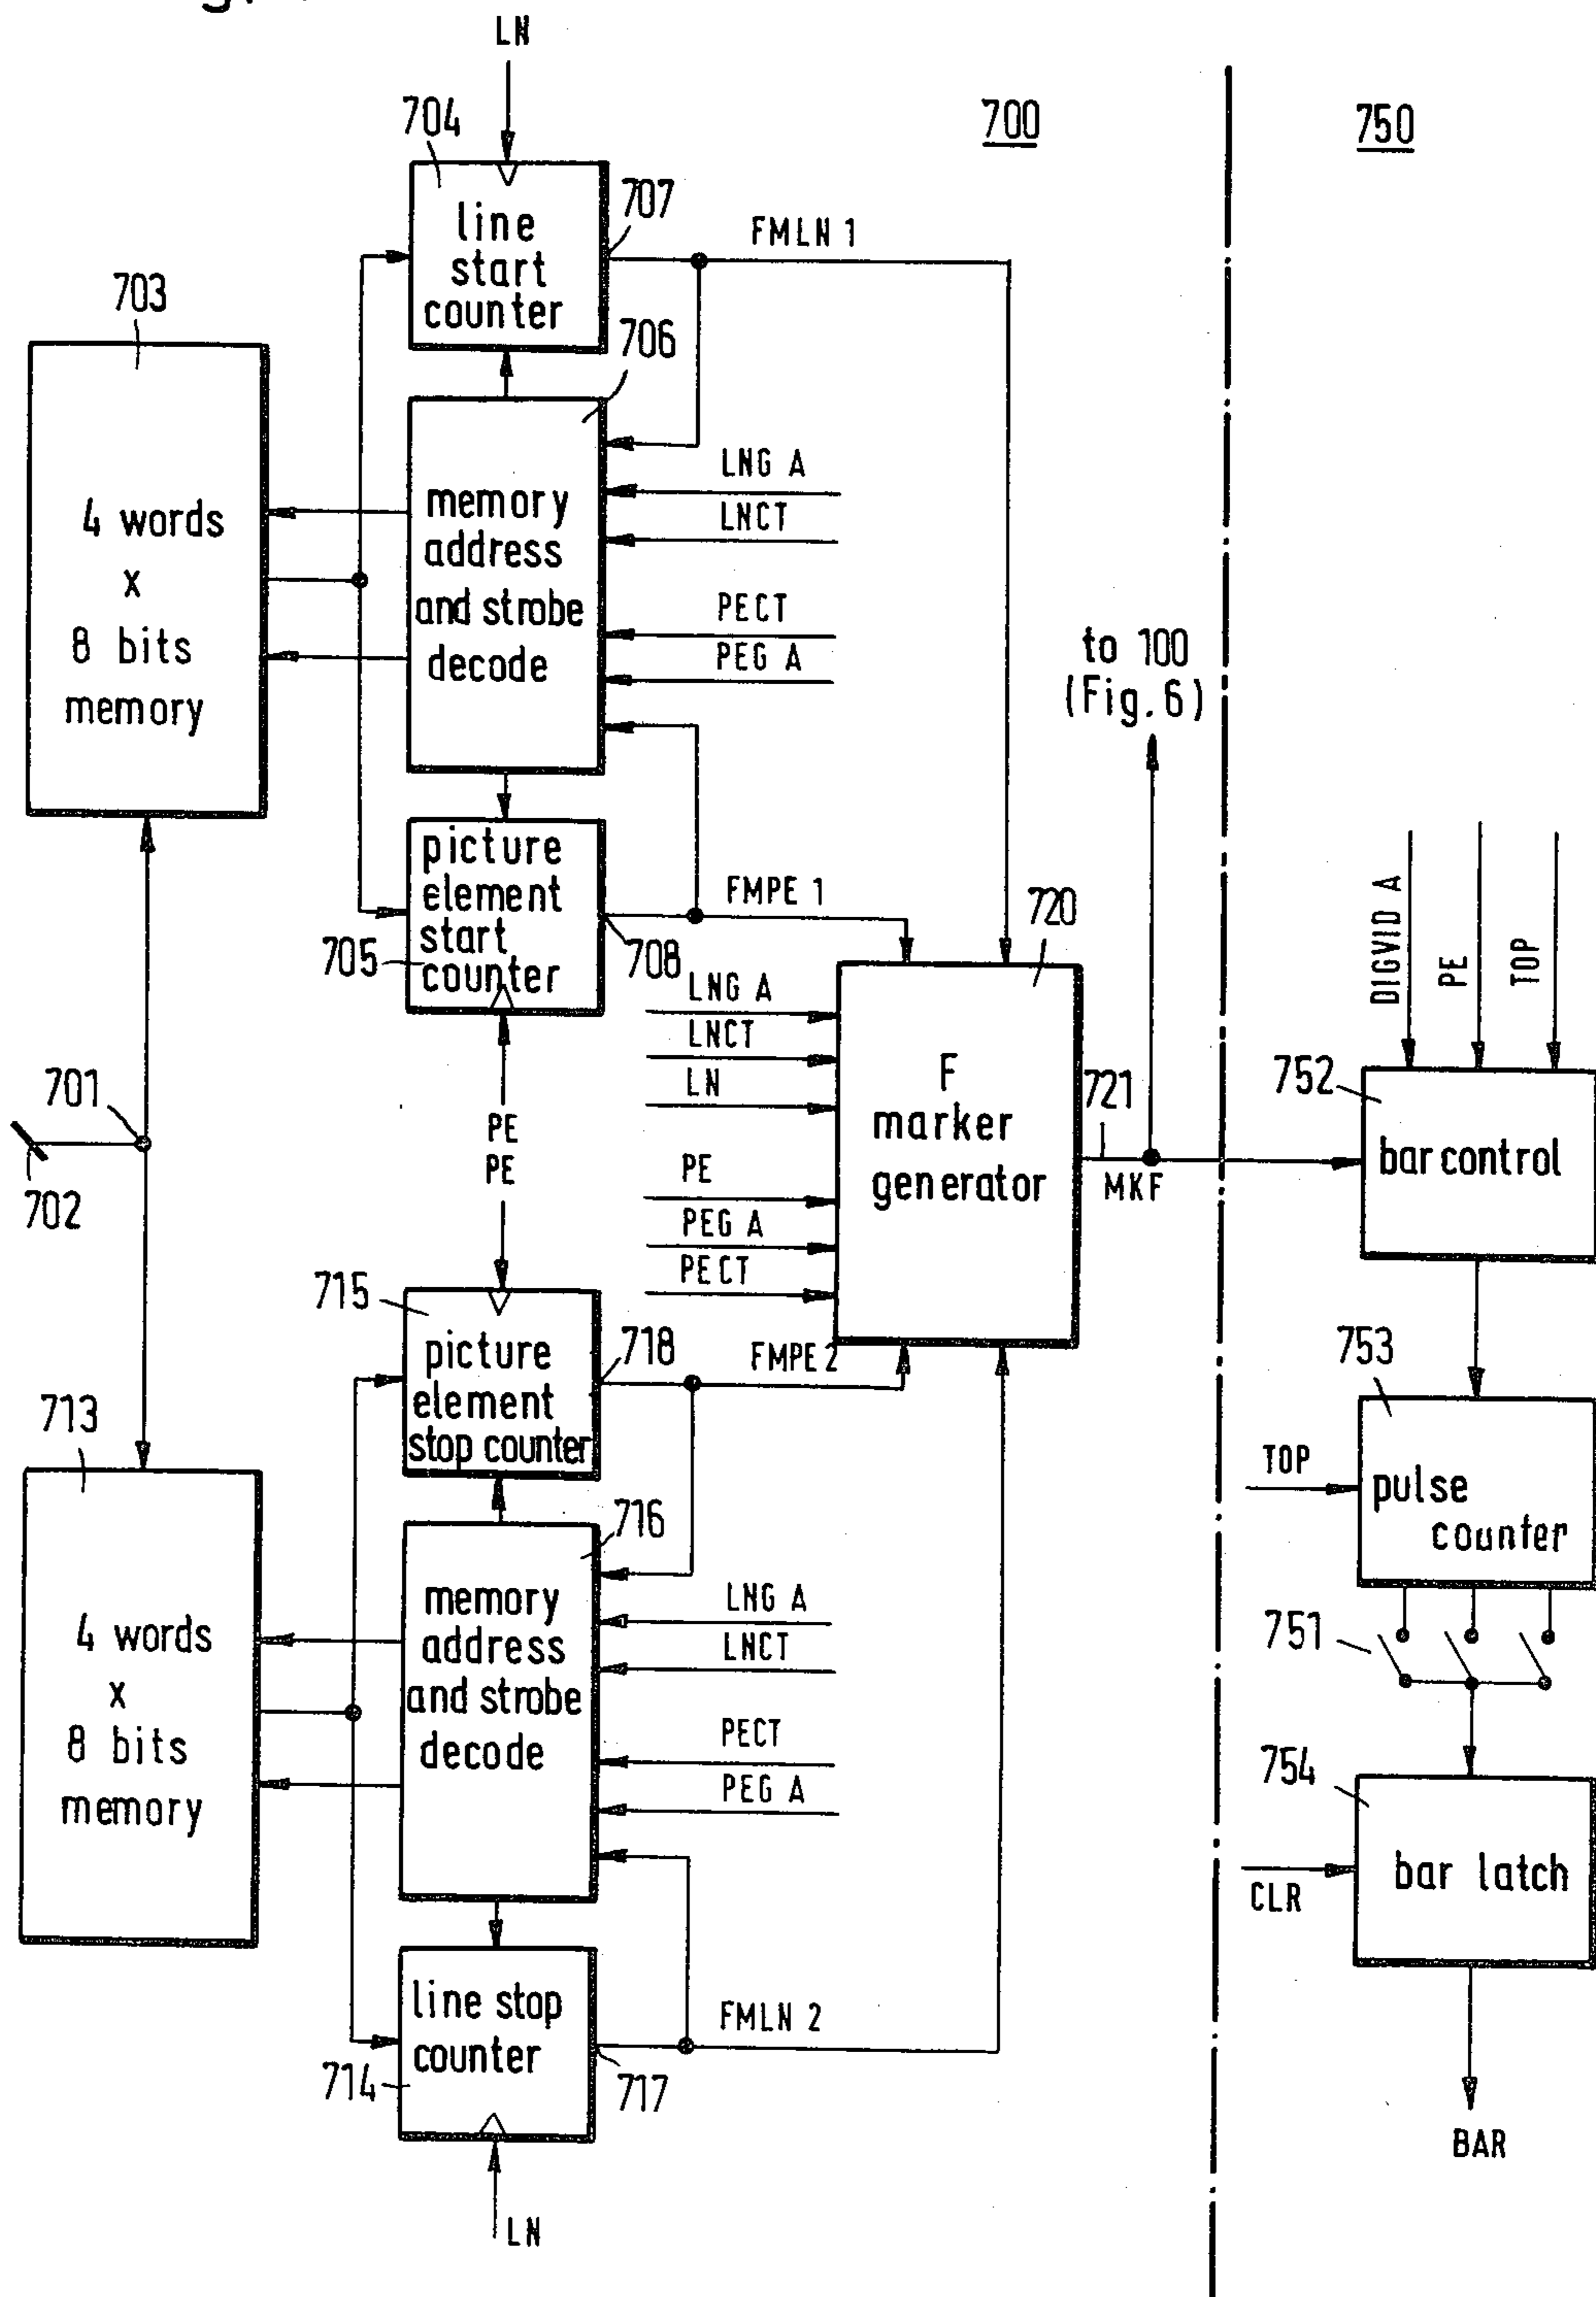 LN
704
700
750
line
start
counter
707
FMLN 1
703
706
4 words
x
8 bits
memory
memory
address
and strobe
decode
LNG A
LNCT
PECT
PEG A
to 100
(Fig. 6)
picture
element
start
counter
705
708
FMPE 1
720
LNG A
LNCT
LN
PE
PEG A
PECT
F
marker
generator
721
MKF
DIGVID A
PE
TOP
752
bar control
701
702
PE
PE
715
picture
element
stop counter
718
FMPE 2
753
TOP
pulse
counter
713
4 words
x
8 bits
memory
716
memory
address
and strobe
decode
LNG A
LNCT
PECT
PEG A
751
754
bar latch
CLR
line stop
counter
714
717
FMLN 2
BAR
LN